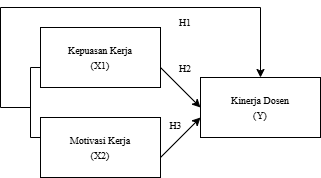 H1
Kepuasan Kerja
(X1)
H2
Kinerja Dosen
(Y)
H3
Motivasi Kerja
(X2)